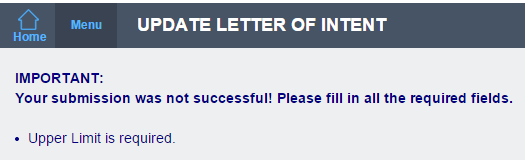 Home Menu UPDATE LETTER OF INTENT
IMPORTANT:
Your submission was not successful! Please fill in all the required fields.
• Upper Limit is required.